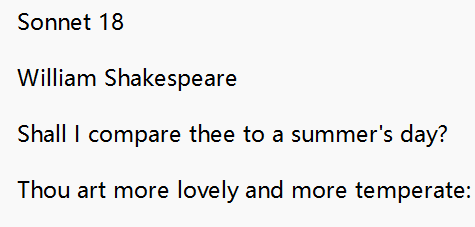 Sonnet 18
William Shakespeare
Shall I compare thee to a summer's day?
Thou art more lovely and more temperate: